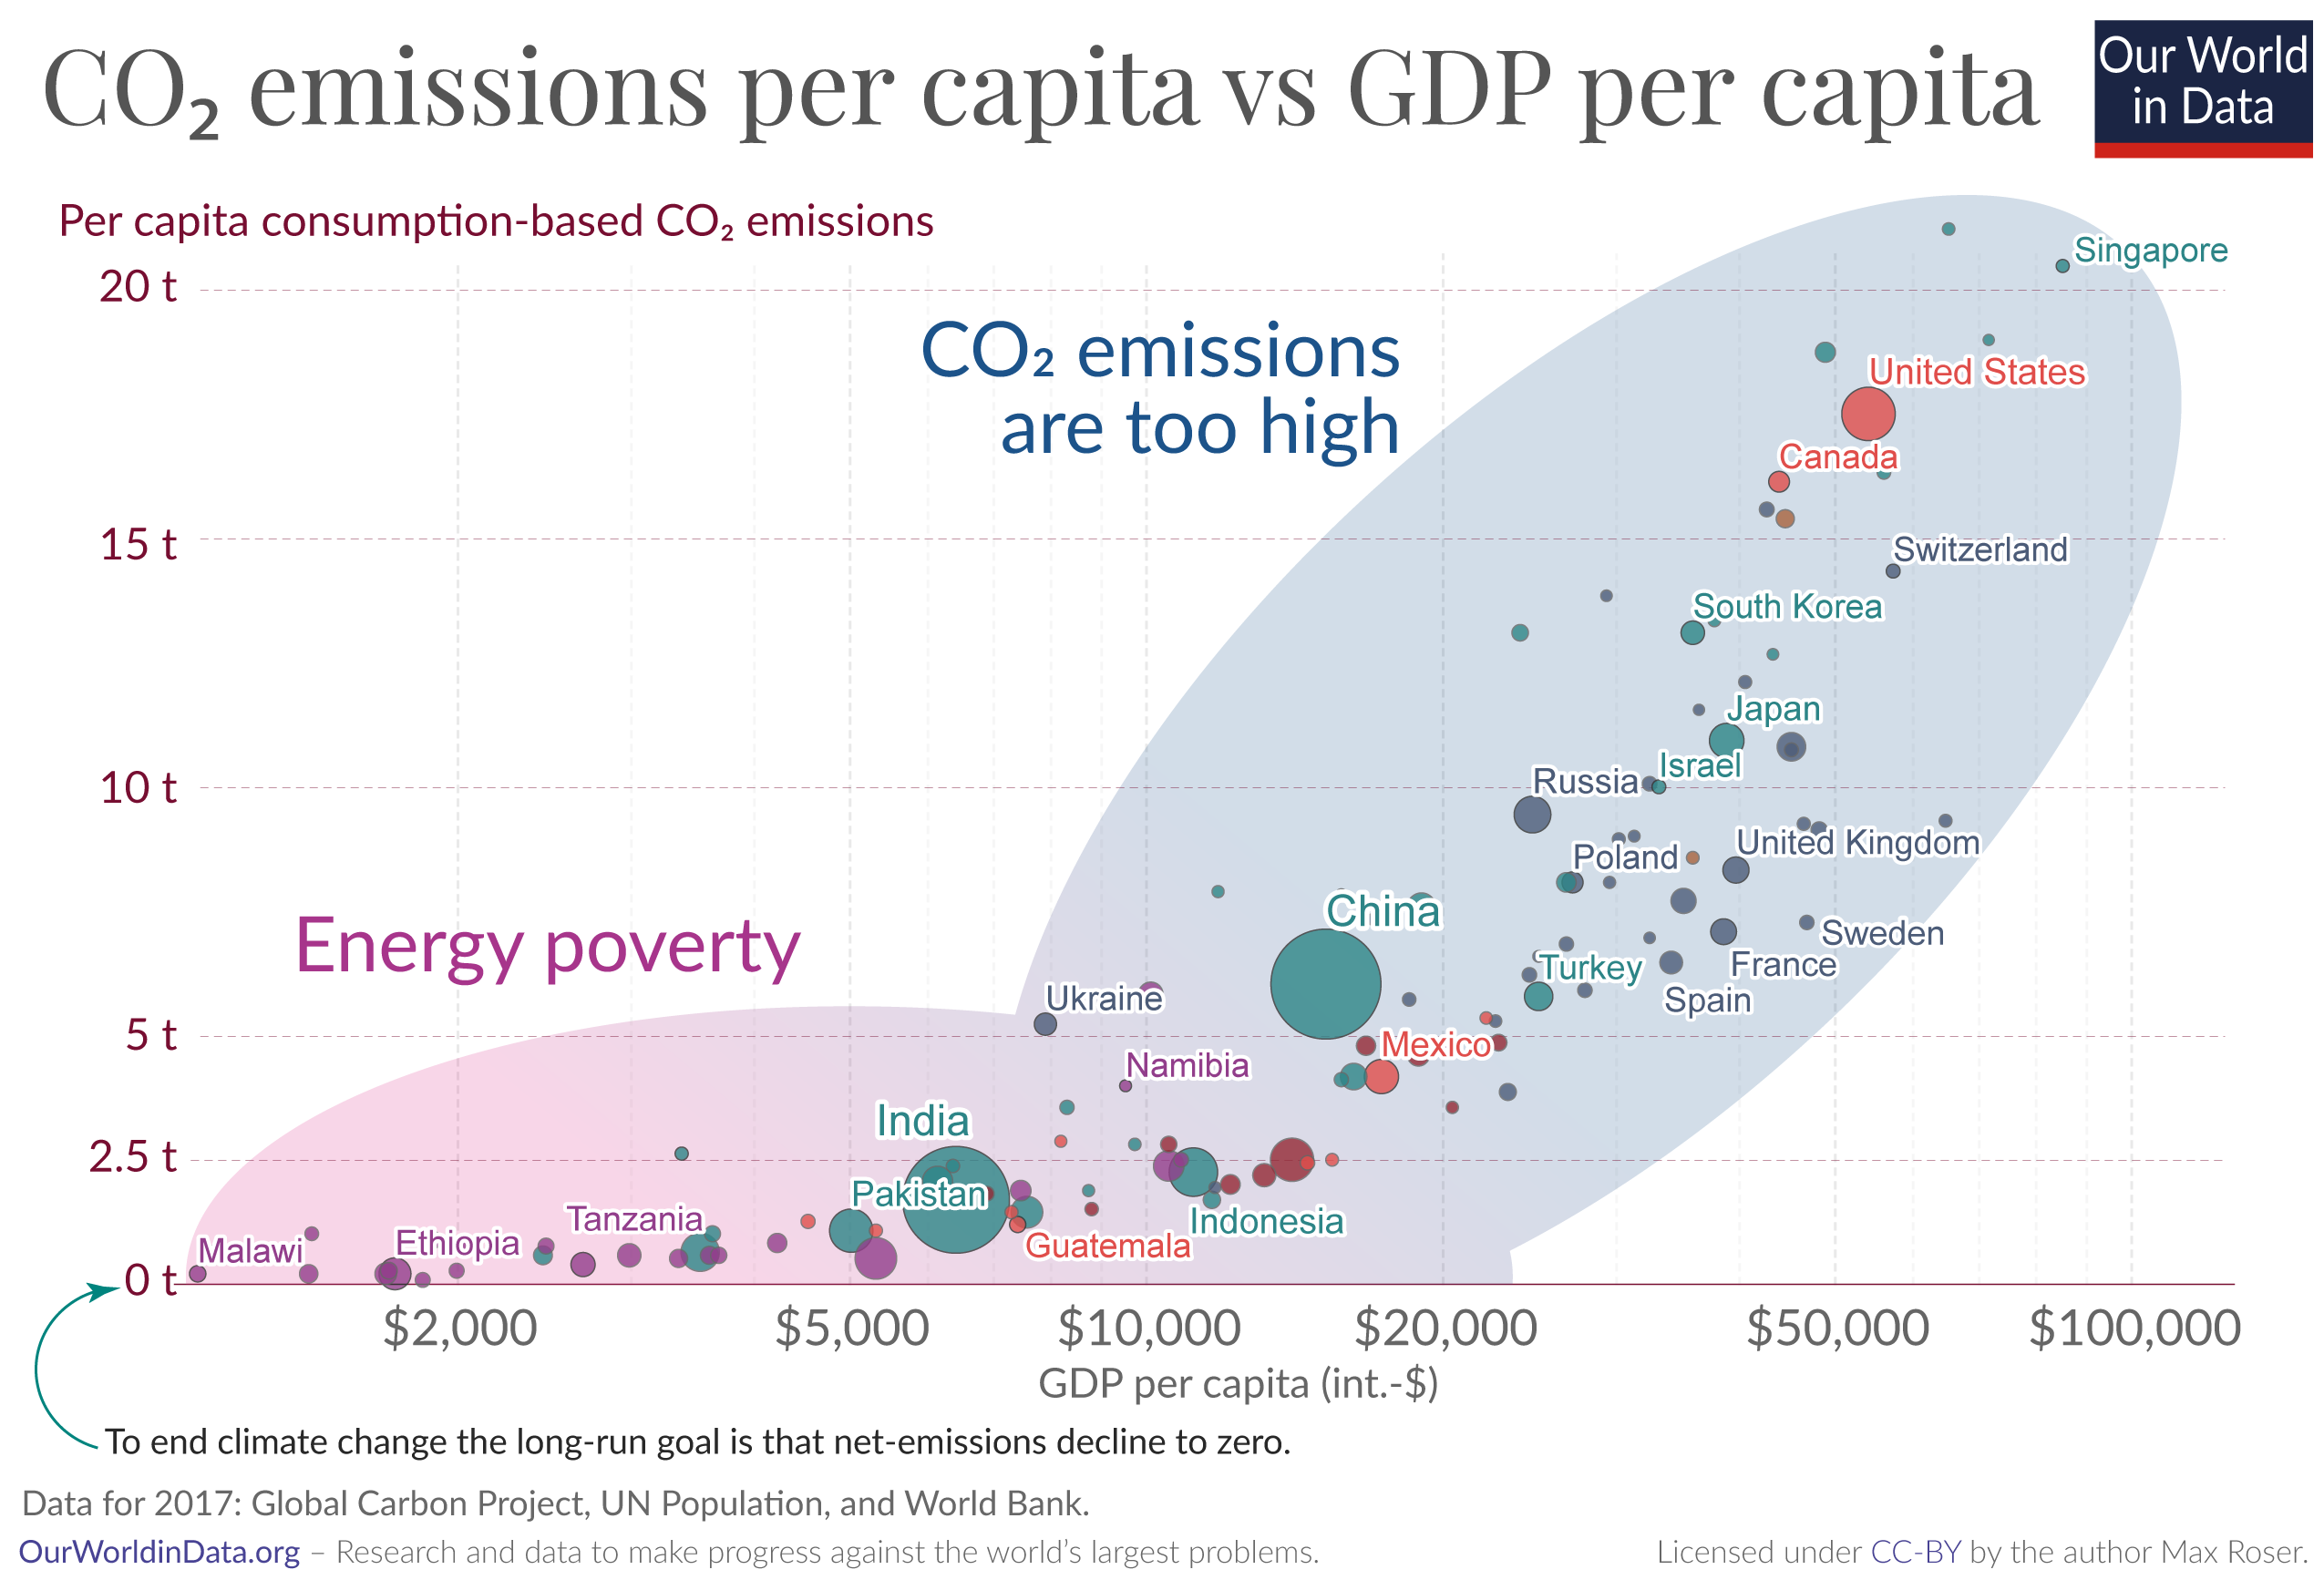 CO₂ emissions per capita vs GDP per capita
Our World
in Data
Per capita consumption-based CO₂ emissions
20 t
15 t
10 t
5 t
2.5 t
0 t
CO₂ emissions
are too high
Energy poverty
Singapore
United States
Canada
Switzerland
South Korea
Japan
Israel
Russia
United Kingdom
Poland
China
Sweden
France
Turkey
Spain
Ukraine
Mexico
Namibia
India
Pakistan
Indonesia
Tanzania
Guatemala
Ethiopia
Malawi
$2,000
$5,000
$10,000
$20,000
$50,000
$100,000
GDP per capita (int.-$)
To end climate change the long-run goal is that net-emissions decline to zero.
Data for 2017: Global Carbon Project, UN Population, and World Bank.
OurWorldinData.org – Research and data to make progress against the world’s largest problems.
Licensed under CC-BY by the author Max Roser.